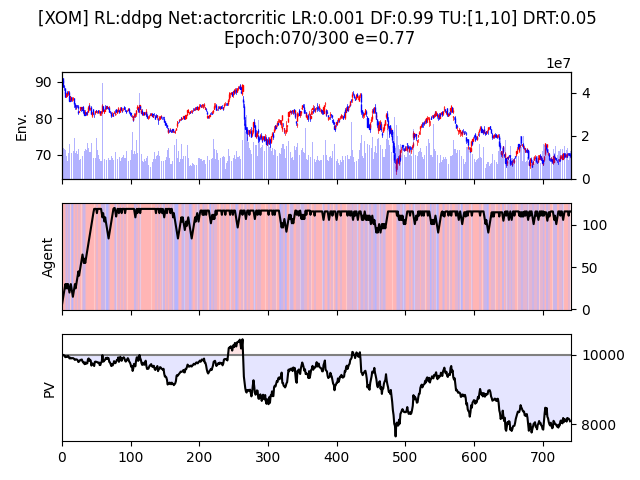 [XOM] RL:ddpg Net:actorcritic LR:0.001 DF:0.99 TU:[1,10] DRT:0.05
Epoch:070/300 e=0.77
1e7
90
80
70
Env.
4
2
0
Agent
100
50
0
PV
10000
8000
0 100 200 300 400 500 600 700